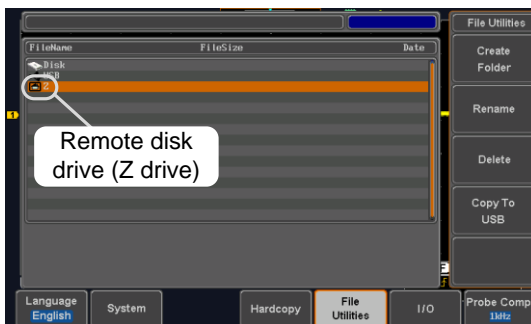 File Utilities
FileName FileSize Date
Disk
USB
Z
1
Remote disk
drive (Z drive)
Create
Folder
Rename
Delete
Copy To
USB
Language
English
System
Hardcopy
File
Utilities
I/O
Probe Comp
1kHz